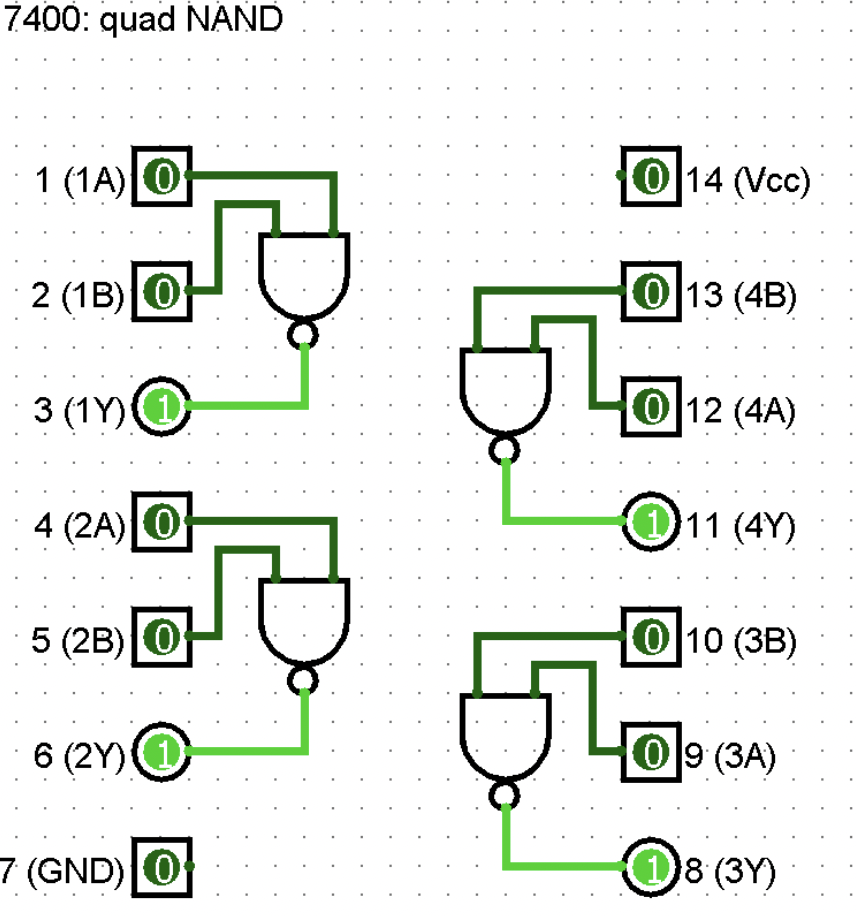 7400: quad NAND
1 (1A) 0
0 14 (Vcc)
2 (1B) 0
0 13 (4B)
3 (1Y) 1
0 12 (4A)
4 (2A) 0
1 11 (4Y)
5 (2B) 0
0 10 (3B)
6 (2Y) 1
0 9 (3A)
7 (GND) 0
1 8 (3Y)